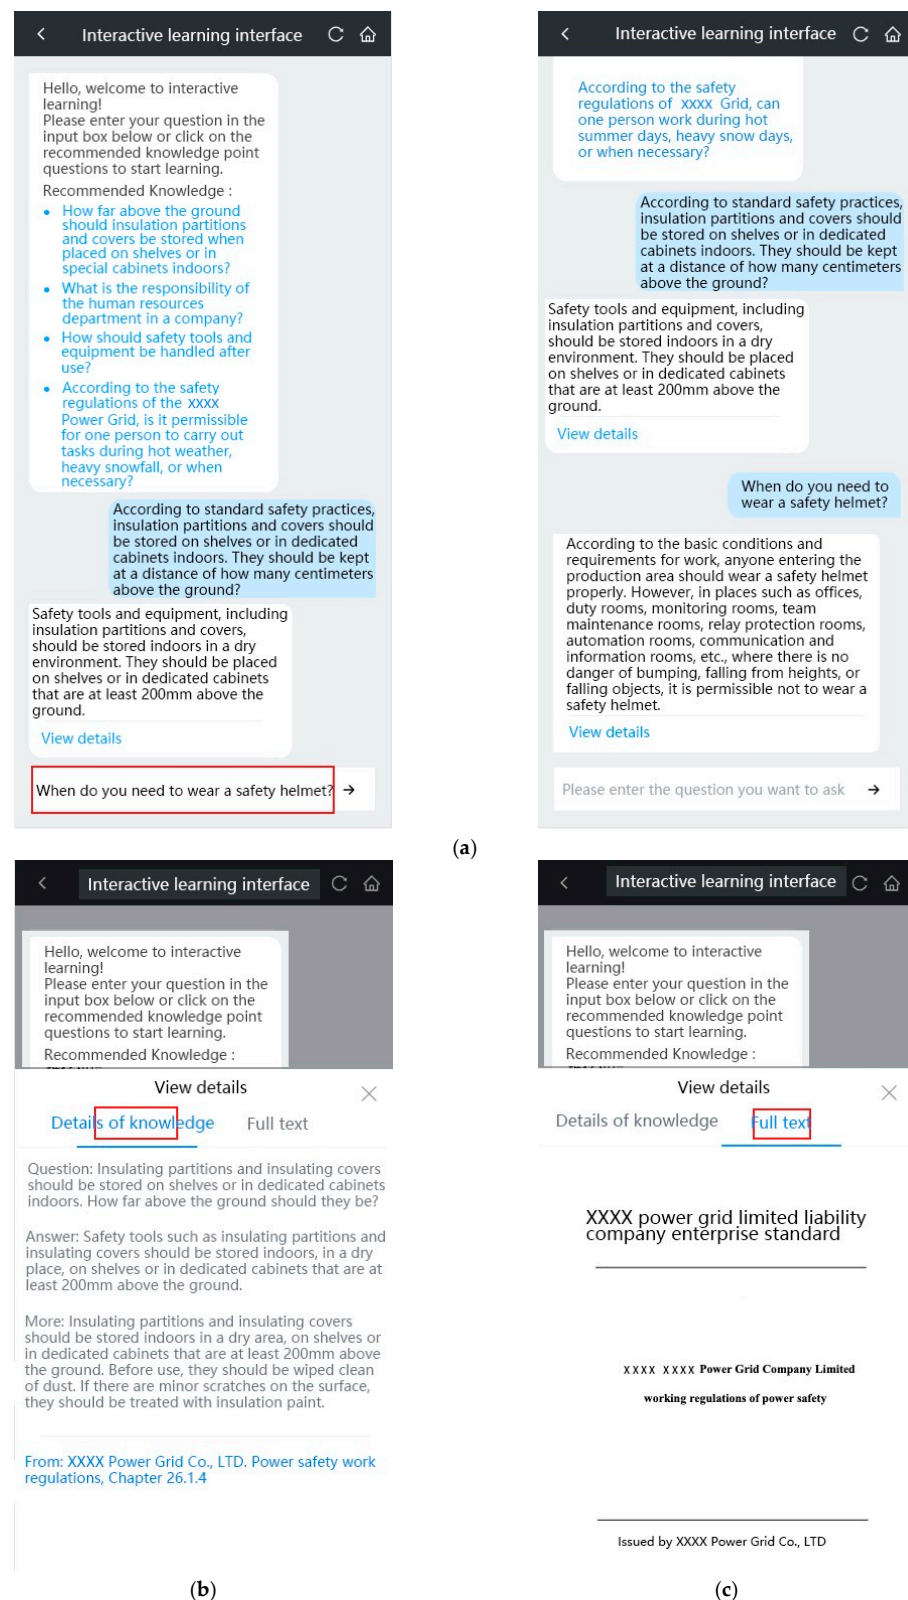 Interactive learning interface
Hello, welcome to interactive
learning!
Please enter your question in the
input box below or click on the
recommended knowledge point
questions to start learning.
Recommended Knowledge :
• How far above the ground
should insulation partitions
and covers be stored when
placed on shelves or in
special cabinets indoors?
• What is the responsibility of
the human resources
department in a company?
• How should safety tools and
equipment be handled after
use?
• According to the safety
regulations of the XXXX
Power Grid, is it permissible
for one person to carry out
tasks during hot weather,
heavy snowfall, or when
necessary?
According to standard safety practices,
insulation partitions and covers should
be stored on shelves or in dedicated
cabinets indoors. They should be kept
at a distance of how many centimeters
above the ground?
Safety tools and equipment, including
insulation partitions and covers,
should be stored indoors in a dry
environment. They should be placed
on shelves or in dedicated cabinets
that are at least 200mm above the
ground.
View details
When do you need to wear a safety helmet? →
Interactive learning interface
According to the safety
regulations of XXXX Grid, can
one person work during hot
summer days, heavy snow days,
or when necessary?
According to standard safety practices,
insulation partitions and covers should
be stored on shelves or in dedicated
cabinets indoors. They should be kept
at a distance of how many centimeters
above the ground?
Safety tools and equipment, including
insulation partitions and covers,
should be stored indoors in a dry
environment. They should be placed
on shelves or in dedicated cabinets
that are at least 200mm above the
ground.
View details
When do you need to
wear a safety helmet?
According to the basic conditions and
requirements for work, anyone entering the
production area should wear a safety helmet
properly. However, in places such as offices,
duty rooms, monitoring rooms, team
maintenance rooms, relay protection rooms,
automation rooms, communication and
information rooms, etc., where there is no
danger of bumping, falling from heights, or
falling objects, it is permissible not to wear a
safety helmet.
View details
Please enter the question you want to ask →
(a)
Interactive learning interface
Hello, welcome to interactive
learning!
Please enter your question in the
input box below or click on the
recommended knowledge point
questions to start learning.
Recommended Knowledge :
View details
Details of knowledge Full text
Question: Insulating partitions and insulating covers
should be stored on shelves or in dedicated cabinets
indoors. How far above the ground should they be?
Answer: Safety tools such as insulating partitions and
insulating covers should be stored indoors, in a dry
place, on shelves or in dedicated cabinets that are at
least 200mm above the ground.
More: Insulating partitions and insulating covers
should be stored indoors in a dry area, on shelves or
in dedicated cabinets that are at least 200mm above
the ground. Before use, they should be wiped clean
of dust. If there are minor scratches on the surface,
they should be treated with insulation paint.
From: XXXX Power Grid Co., LTD. Power safety work
regulations, Chapter 26.1.4
(b)
Interactive learning interface
Hello, welcome to interactive
learning!
Please enter your question in the
input box below or click on the
recommended knowledge point
questions to start learning.
Recommended Knowledge :
View details
Details of knowledge Full text
XXXX power grid limited liability
company enterprise standard
XXXX XXXX Power Grid Company Limited
working regulations of power safety
Issued by XXXX Power Grid Co., LTD
(c)